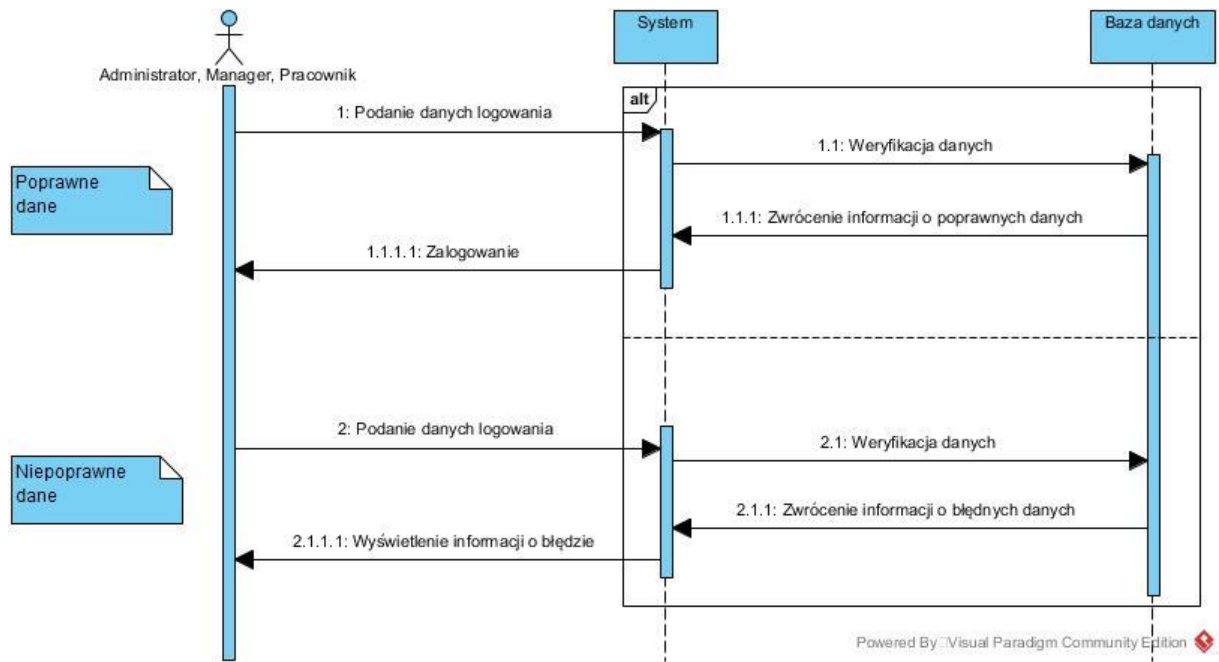 System
Baza danych
Administrator, Manager, Pracownik
alt
1: Podanie danych logowania
1.1: Weryfikacja danych
Poprawne
dane
1.1.1: Zwrócenie informacji o poprawnych danych
1.1.1.1: Zalogowanie
2: Podanie danych logowania
2.1: Weryfikacja danych
Niepoprawne
dane
2.1.1: Zwrócenie informacji o błędnych danych
2.1.1.1: Wyświetlenie informacji o błędzie
Powered By Visual Paradigm Community Edition